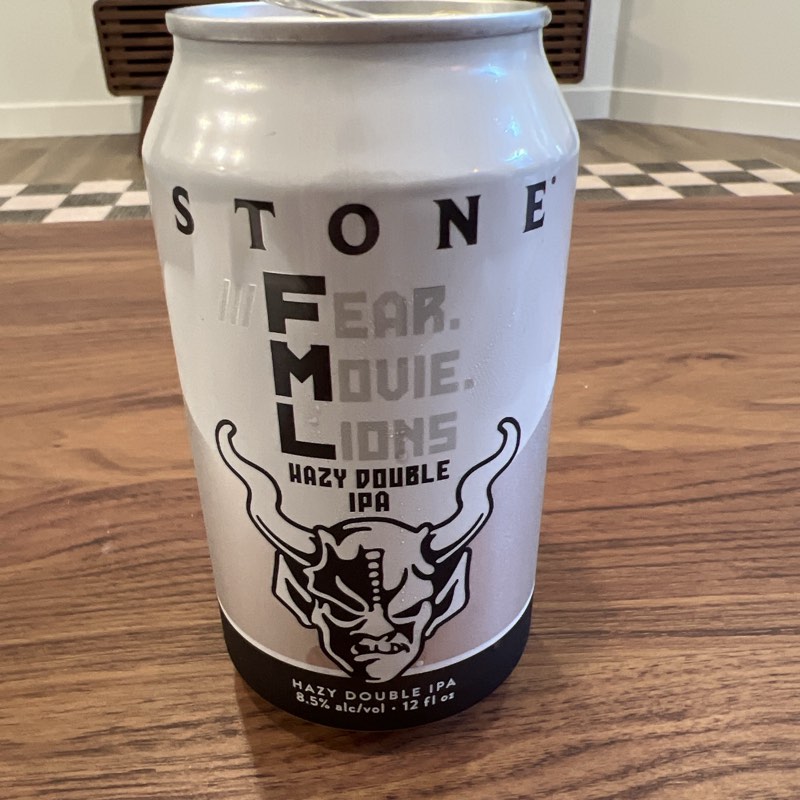 STONE
///FEAR.
MOVIE.
LIONS
HAZY DOUBLE
IPA
HAZY DOUBLE IPA
8.5% alc/vol • 12 fl oz